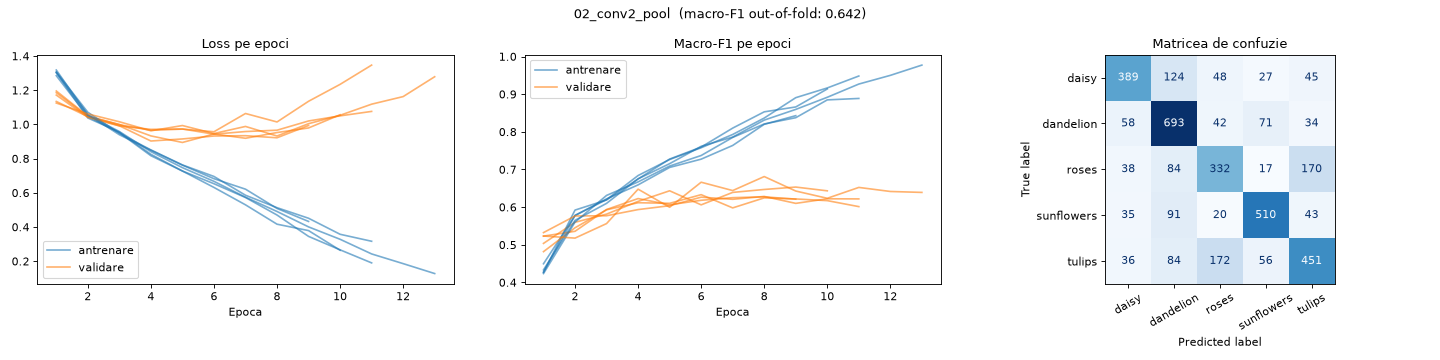 02_conv2_pool (macro-F1 out-of-fold: 0.642)
Loss pe epoci
1.4
1.2
1.0
0.8
0.6
0.4
0.2
antrenare
validare
2 4 6 8 10 12
Epoca
Macro-F1 pe epoci
1.0
0.9
0.8
0.7
0.6
0.5
0.4
antrenare
validare
2 4 6 8 10 12
Epoca
Matricea de confuzie
True label
daisy 389 124 48 27 45
dandelion 58 693 42 71 34
roses 38 84 332 17 170
sunflowers 35 91 20 510 43
tulips 36 84 172 56 451
daisy dandelion roses sunflowers tulips
Predicted label